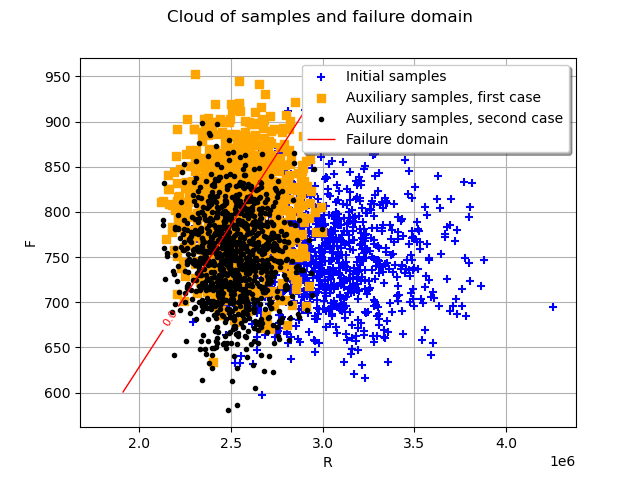 Cloud of samples and failure domain
Initial samples
Auxiliary samples, first case
Auxiliary samples, second case
Failure domain
950
900
850
800
750
700
650
600
F
2.0
2.5
3.0
3.5
4.0
R
1e6